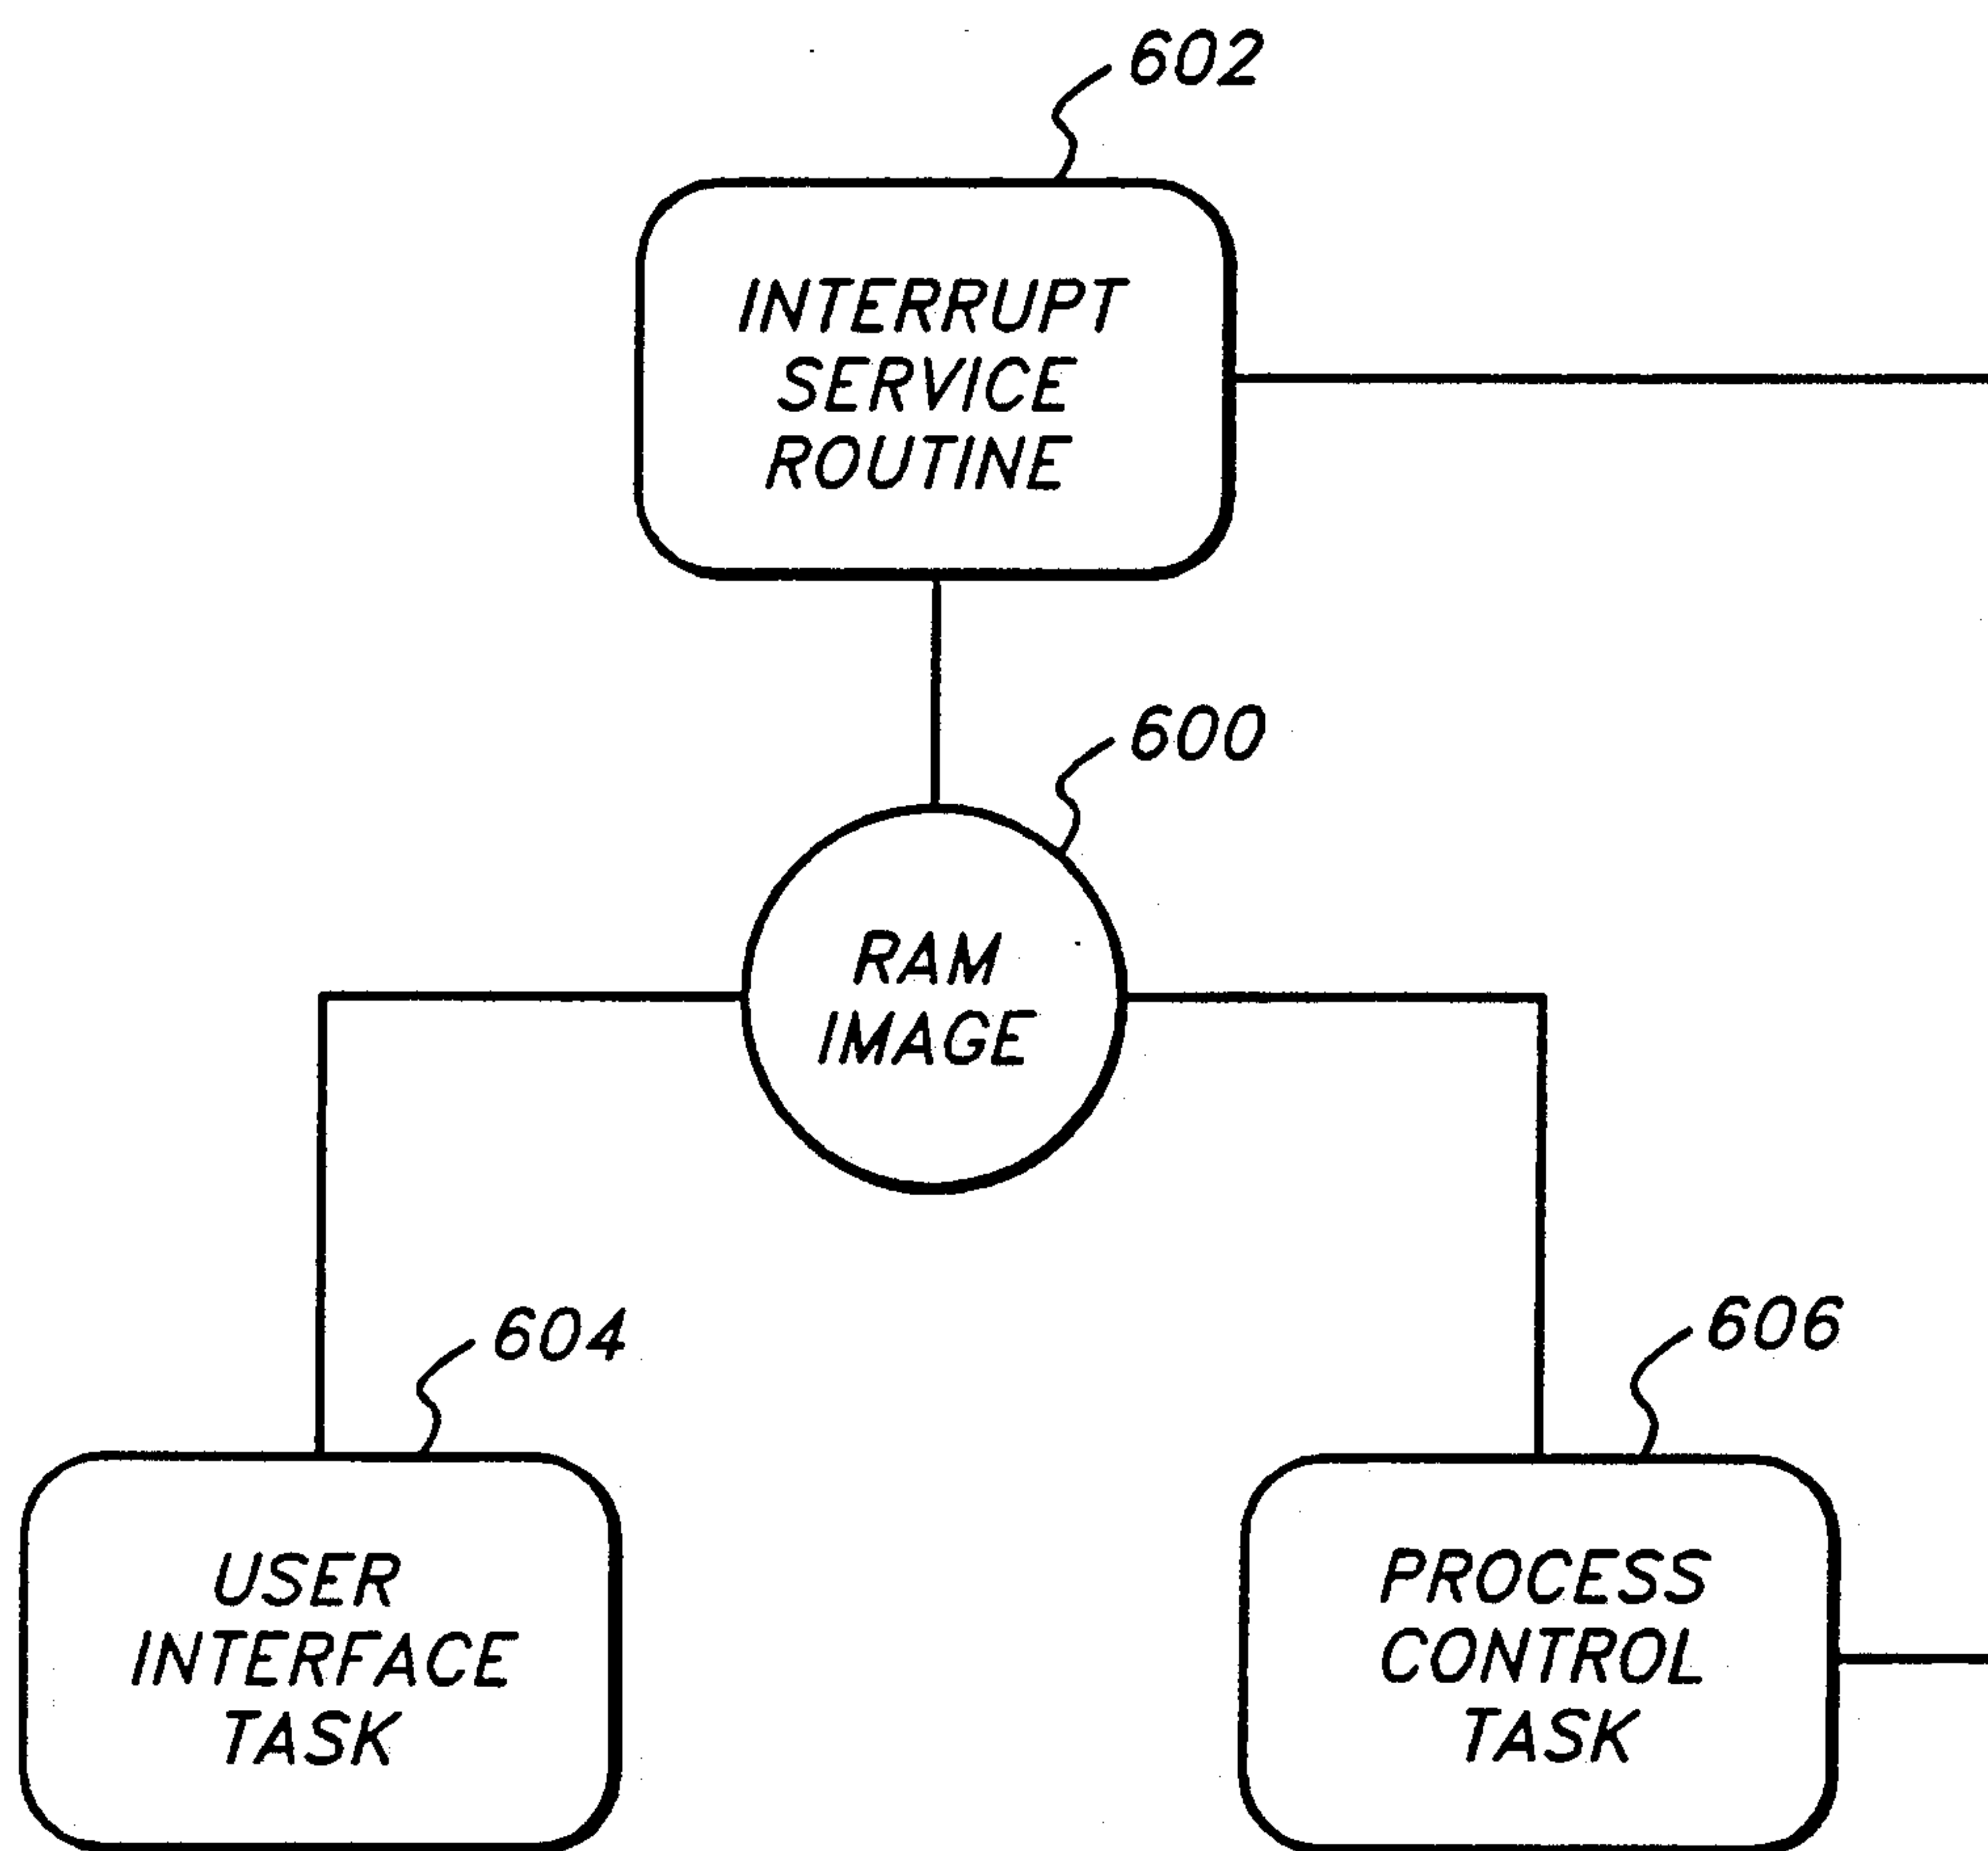 602
INTERRUPT
SERVICE
ROUTINE
600
RAM
IMAGE
604
606
USER
INTERFACE
TASK
PROCESS
CONTROL
TASK